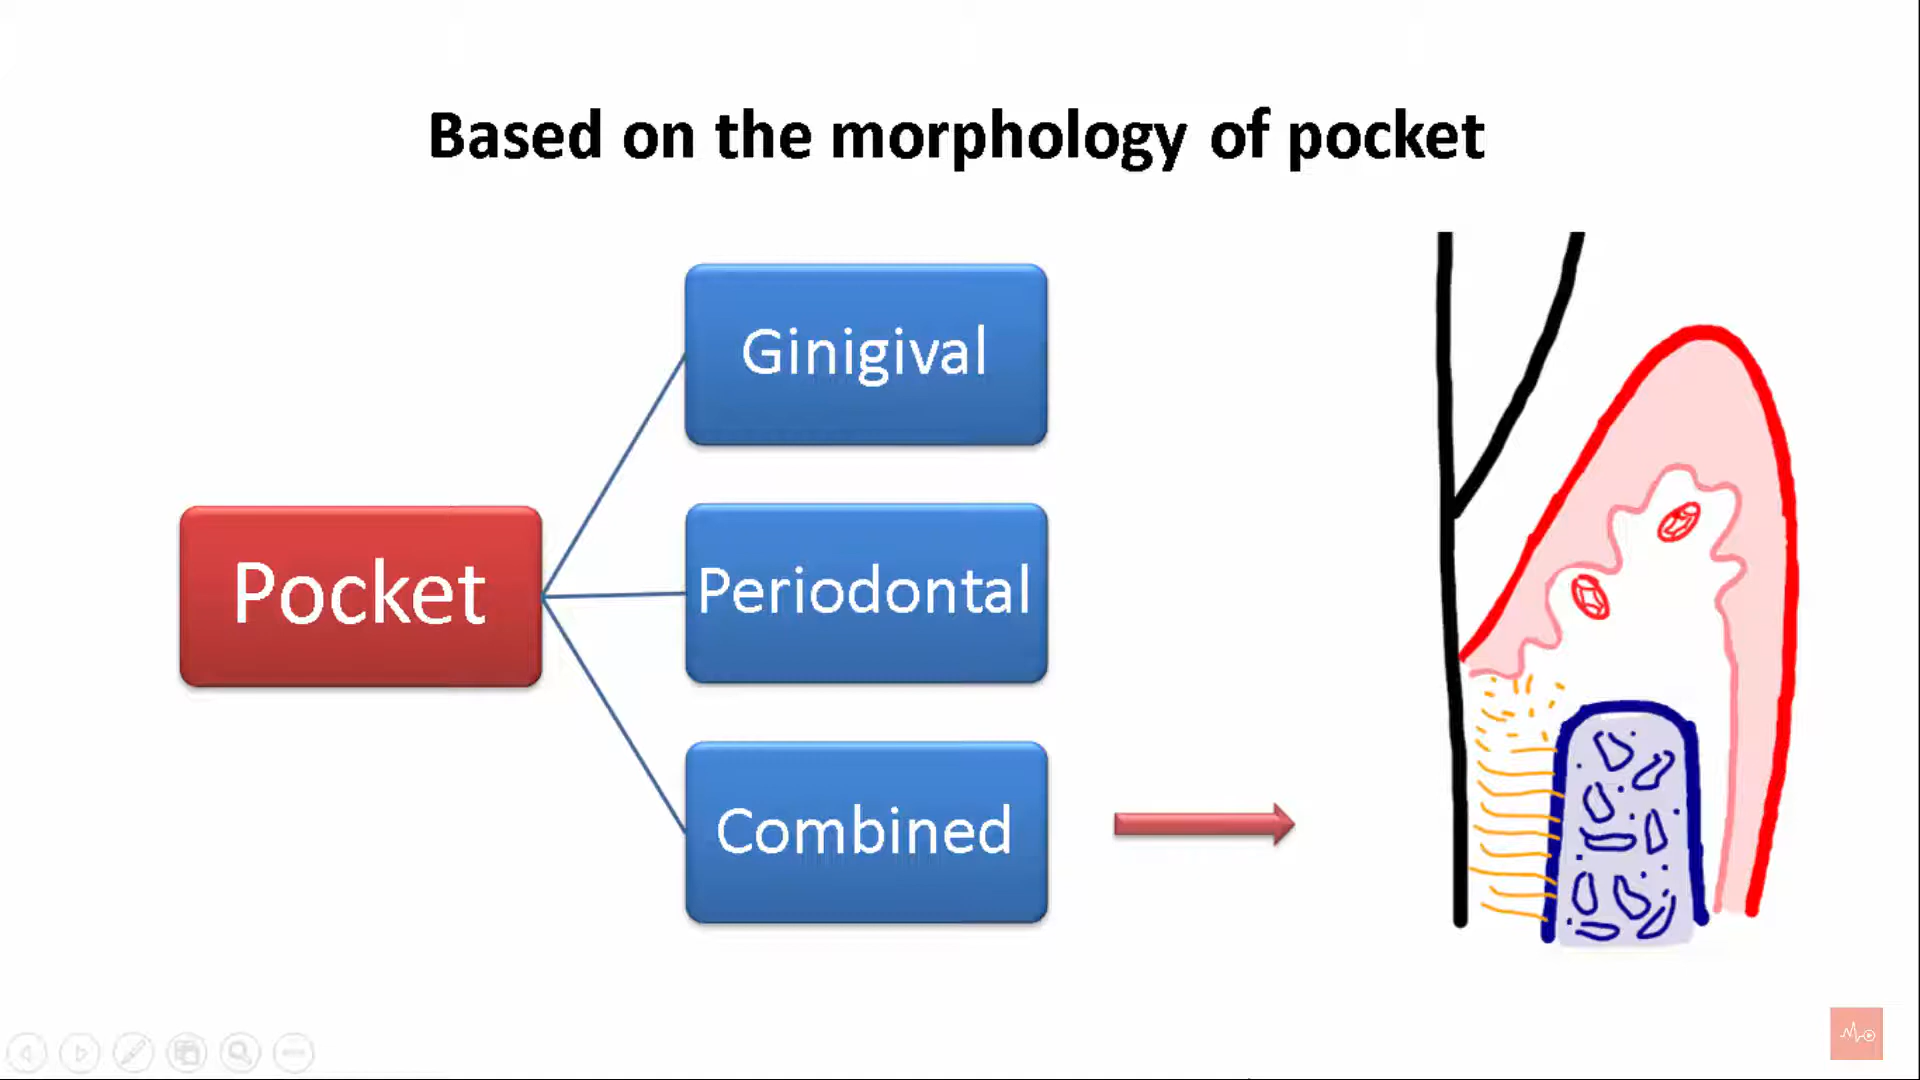 Based on the morphology of pocket
Ginigival
Pocket
Periodontal
Combined